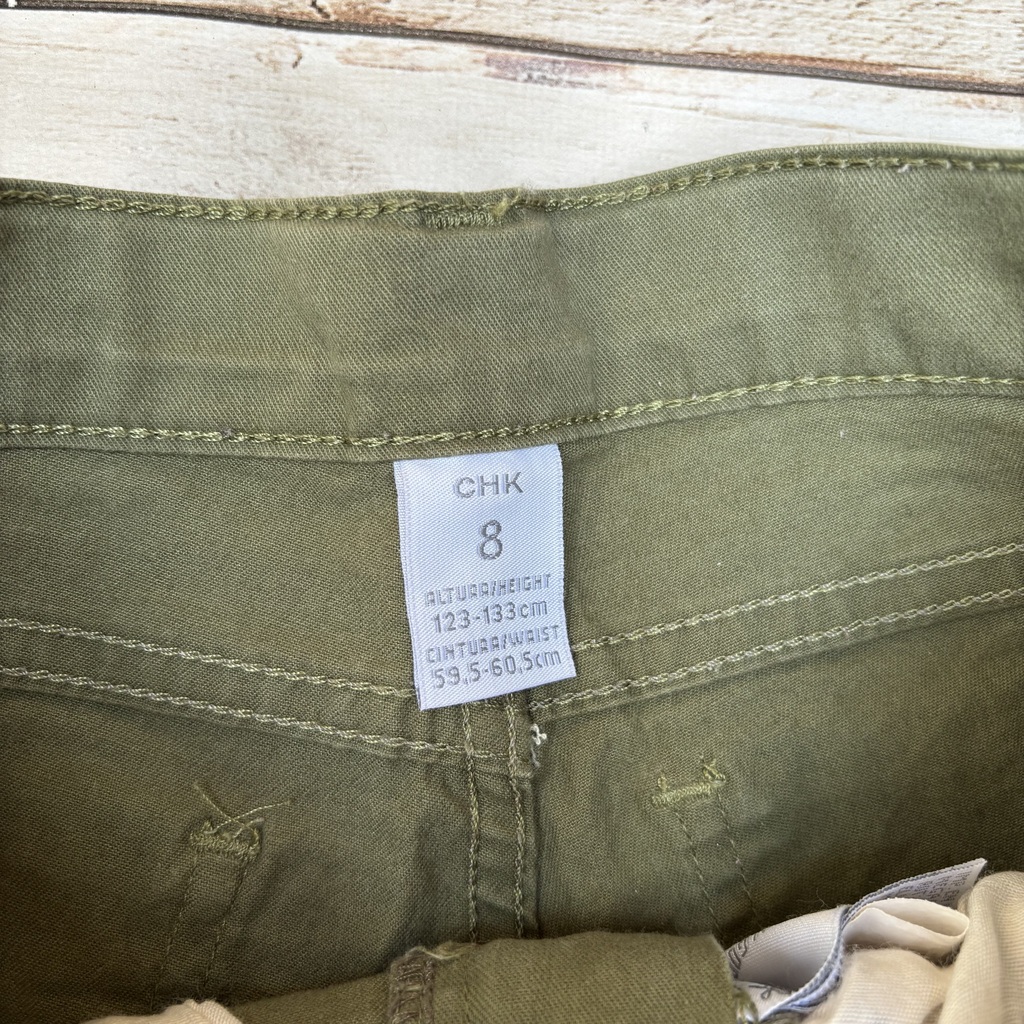 CHK
8
ALTURA/HEIGHT
123-133cm
CINTURA/WAIST
59,5-60,5cm